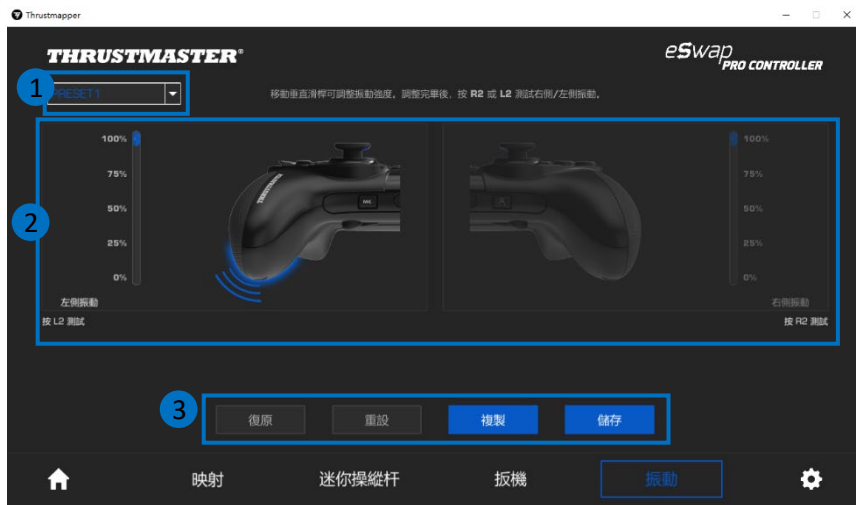 Thrustmapper
THRUSTMASTER®
eSwap
PRO CONTROLLER
1
PRESET 1
移動垂直滑桿可調整振動強度，調整完畢後，按 R2 或 L2 測試右側/左側振動。
2
100%
75%
50%
25%
0%
左側振動
按 L2 測試
THRUSTMASTER
100%
75%
50%
25%
0%
右側振動
按 R2 測試
3
復原
重設
複製
儲存
映射
迷你操縱杆
扳機
振動